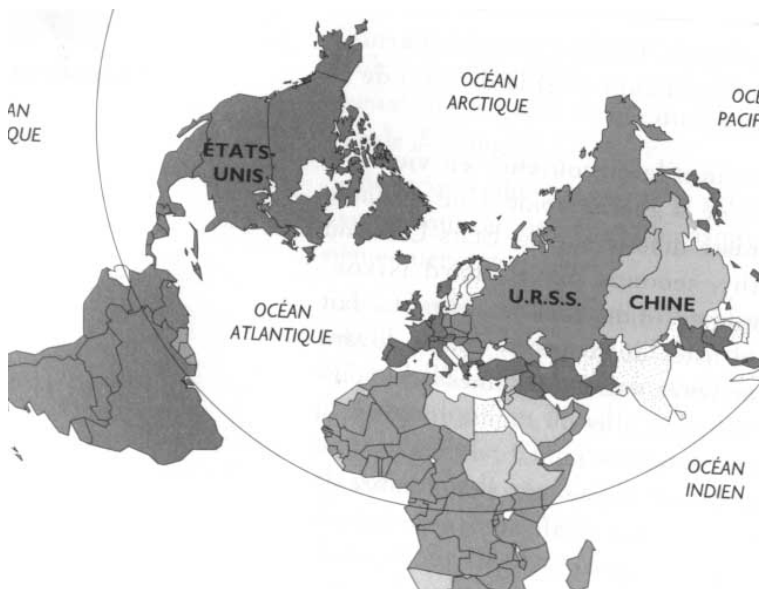 OCÉAN
ARCTIQUE
ÉTATS-
UNIS
U.R.S.S.
CHINE
OCÉAN
ATLANTIQUE
OCÉAN
INDIEN
AN
QUE
OCÉ
PACIF